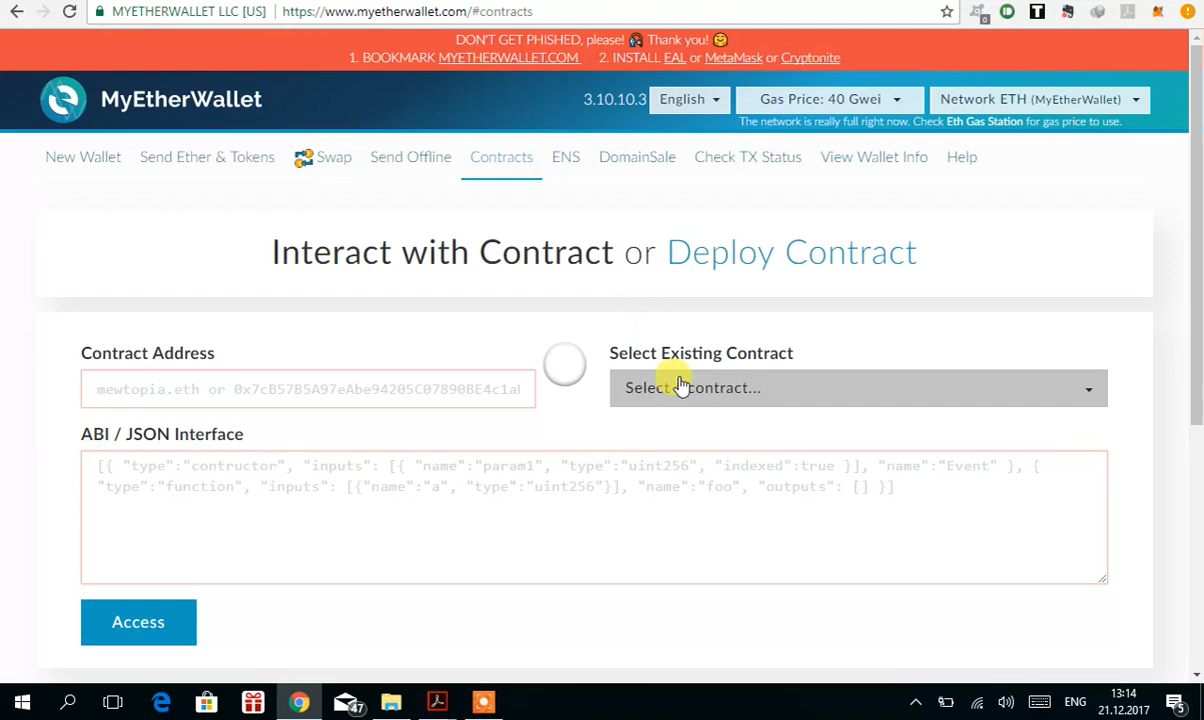 MYETHERWALLET LLC [US] https://www.myetherwallet.com/#contracts
DON'T GET PHISHED, please! Thank you!
1. BOOKMARK MYETHERWALLET.COM 2. INSTALL EAL or MetaMask or Cryptonite
MyEtherWallet
3.10.10.3 English Gas Price: 40 Gwei Network ETH (MyEtherWallet)
The network is really full right now. Check Eth Gas Station for gas price to use.
New Wallet Send Ether & Tokens Swap Send Offline Contracts ENS DomainSale Check TX Status View Wallet Info Help
Interact with Contract or Deploy Contract
Contract Address
mewtopia.eth or 0x7cB57B5A97eAbe94205C07890BE4c1aD
Select Existing Contract
Select contract...
ABI / JSON Interface
[{ "type":"contructor", "inputs": [{ "name":"param1", "type":"uint256", "indexed":true }], "name":"Event" }, {
"type":"function", "inputs": [{"name":"a", "type":"uint256"}], "name":"foo", "outputs": [] }]
Access
0
T
47
ENG
13:14
21.12.2017
5